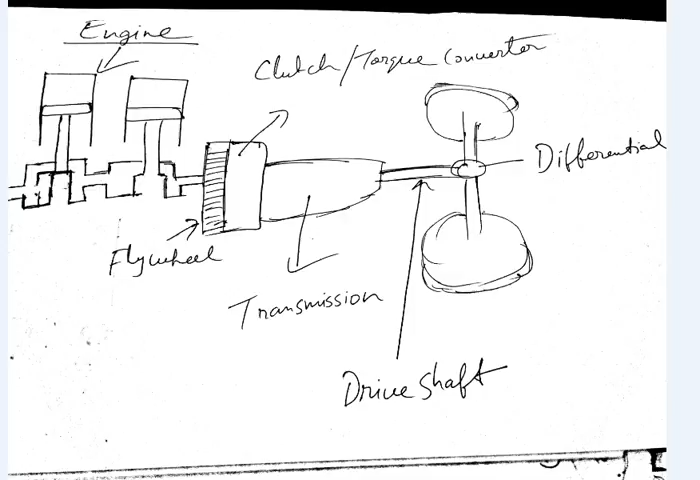 Engine
Clutch/Torque Converter
Differential
Flywheel
Transmission
Drive Shaft